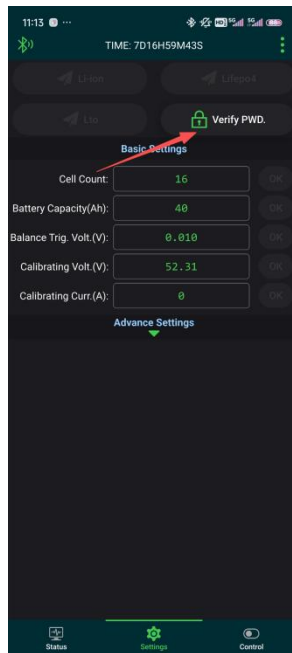 11:13
TIME: 7D16H59M43S
Li-Ion
Lifepo4
Lto
Verify PWD.
Basic Settings
Cell Count: 16 OK
Battery Capacity(Ah): 40 OK
Balance Trig. Volt.(V): 0.010 OK
Calibrating Volt.(V): 52.31 OK
Calibrating Curr.(A): 0 OK
Advance Settings
Status Settings Control